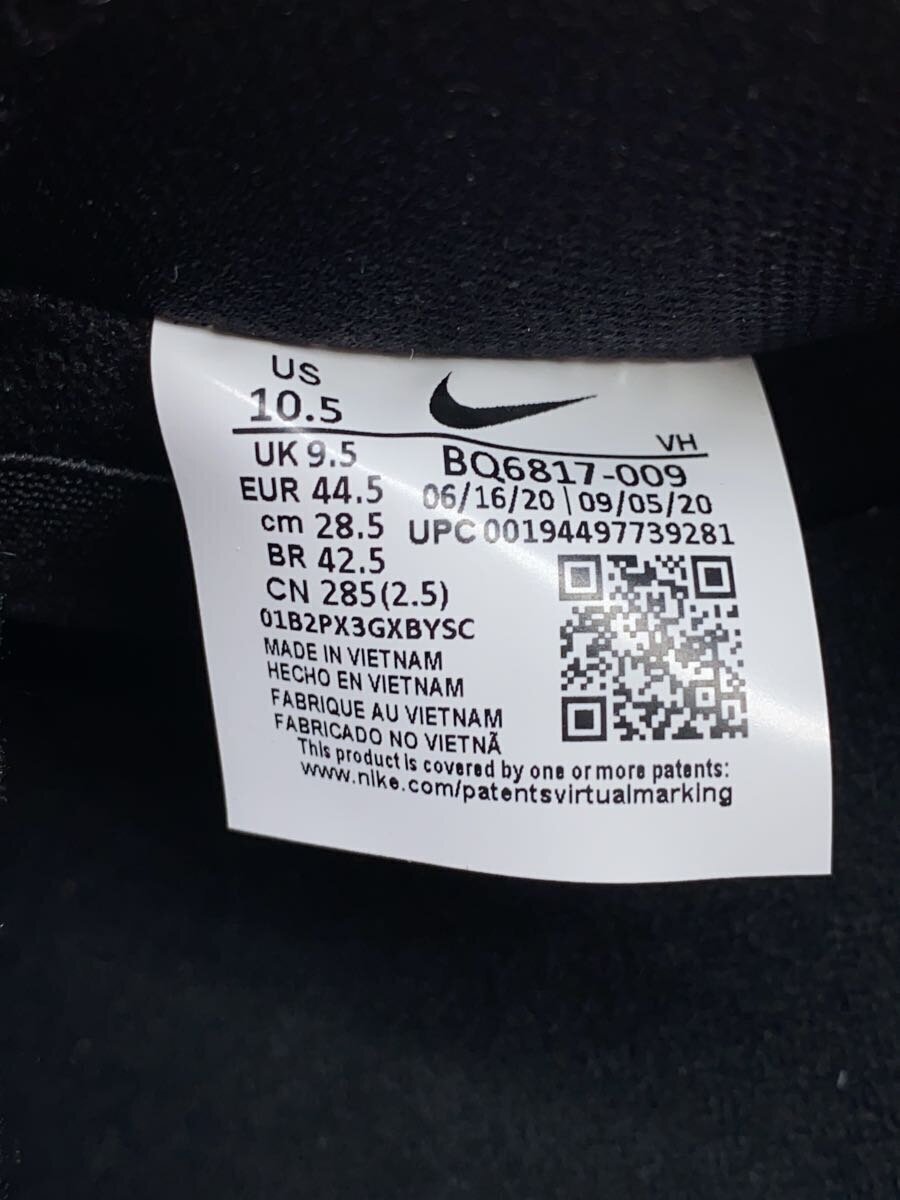 US
10.5
VH
UK 9.5
BQ6817-009
EUR 44.5
06/16/20 | 09/05/20
cm 28.5
UPC 00194497739281
BR 42.5
CN 285(2.5)
01B2PX3GXBYSC
MADE IN VIETNAM
HECHO EN VIETNAM
FABRIQUE AU VIETNAM
FABRICADO NO VIETNÃ
This product is covered by one or more patents:
www.nike.com/patentsvirtualmarking